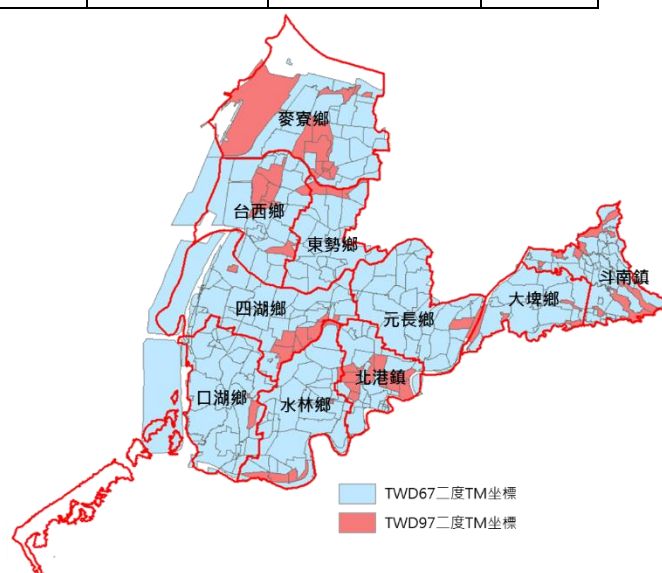 麥寮鄉
台西鄉
東勢鄉
斗南鎮
大埤鄉
四湖鄉
元長鄉
北港鎮
口湖鄉
水林鄉
TWD67二度TM坐標
TWD97二度TM坐標